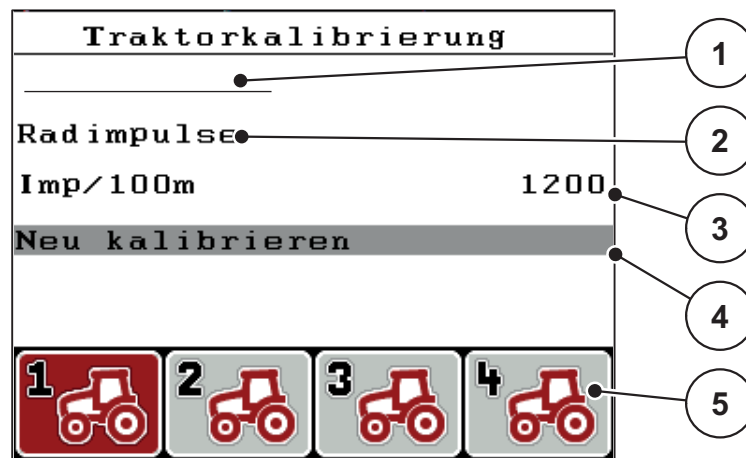 Traktorkalibrierung
1
Radimpulse
2
Imp/100m 1200
3
Neu kalibrieren
4
1 2 3 4
5